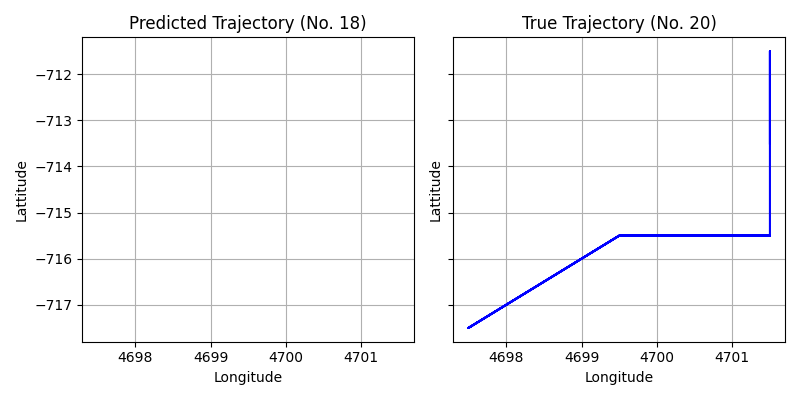 Predicted Trajectory (No. 18)
True Trajectory (No. 20)
Lattitude
−712
−713
−714
−715
−716
−717
4698
4699
4700
4701
Longitude
Lattitude
4698
4699
4700
4701
Longitude